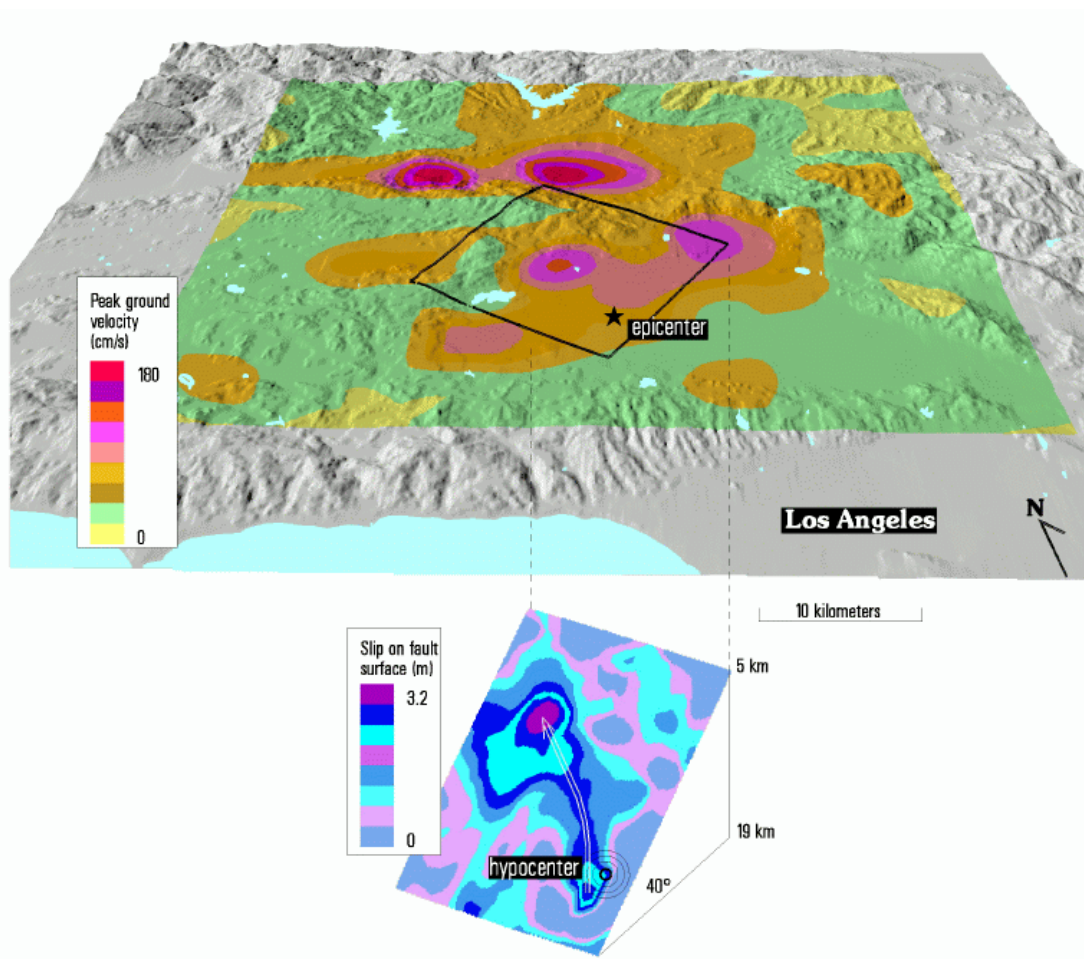 Peak ground
velocity
(cm/s)
180
0
epicenter
Los Angeles
N
10 kilometers
Slip on fault
surface (m)
3.2
0
5 km
19 km
hypocenter
40°